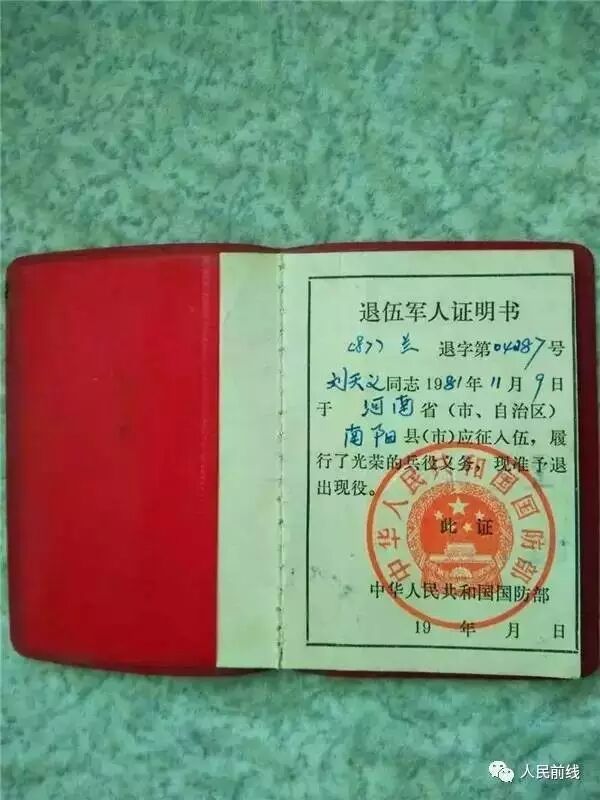 退伍军人证明书
(87) 兰 退字第04287号
刘天义同志1981年11月9日
于 河南省(市、自治区)
南阳县(市)应征入伍，履
行了光荣的兵役义务，现准予退
出现役。
此 证
中华人民共和国国防部
中华人民共和国国防部
19 年 月 日
人民前线